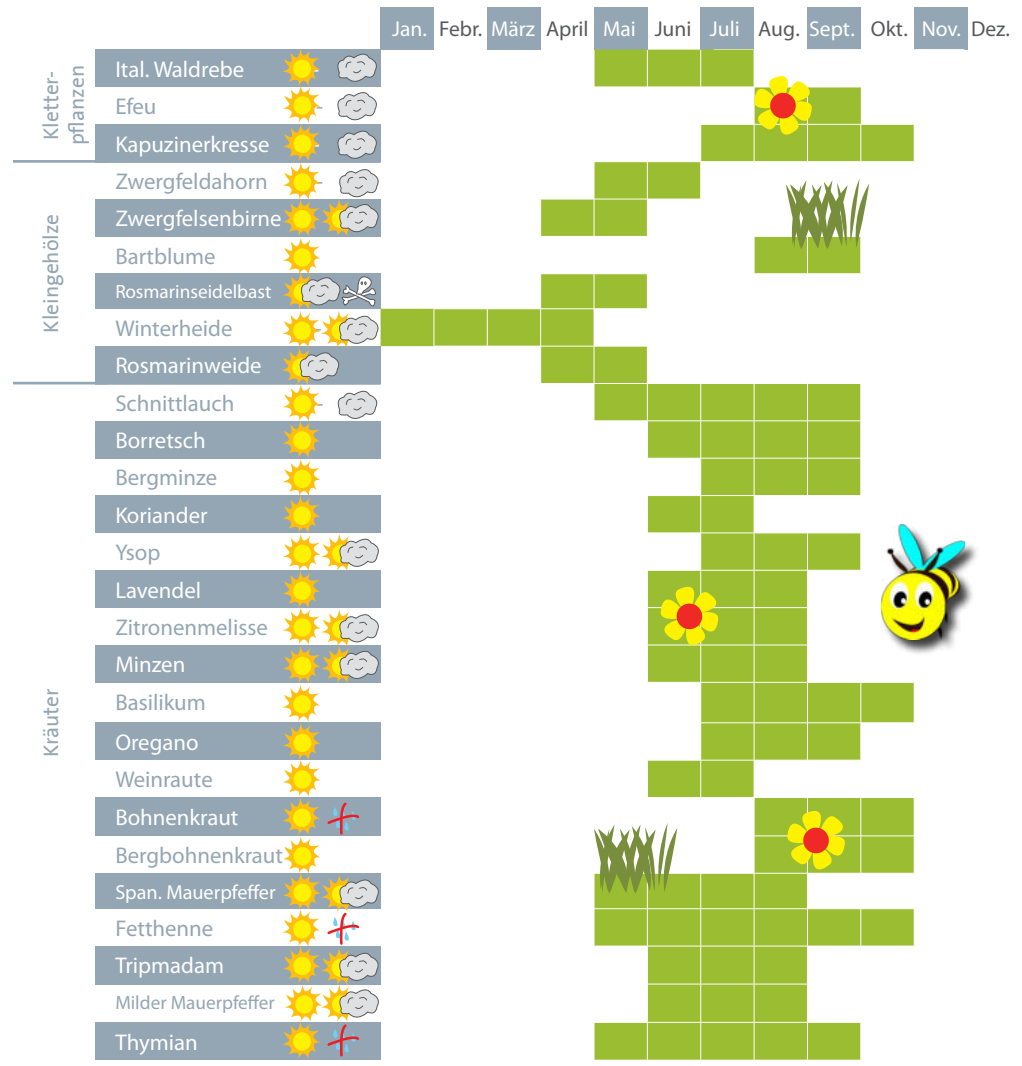 Jan. Febr. März April Mai Juni Juli Aug. Sept. Okt. Nov. Dez.
Kletter-
pflanzen
Ital. Waldrebe
Efeu
Kapuzinerkresse
Kleingehölze
Zwergfeldahorn
Zwergfelsenbirne
Bartblume
Rosmarinseidelbast
Winterheide
Rosmarinweide
Kräuter
Schnittlauch
Borretsch
Bergminze
Koriander
Ysop
Lavendel
Zitronenmelisse
Minzen
Basilikum
Oregano
Weinraute
Bohnenkraut
Bergbohnenkraut
Span. Mauerpfeffer
Fetthenne
Tripmadam
Milder Mauerpfeffer
Thymian